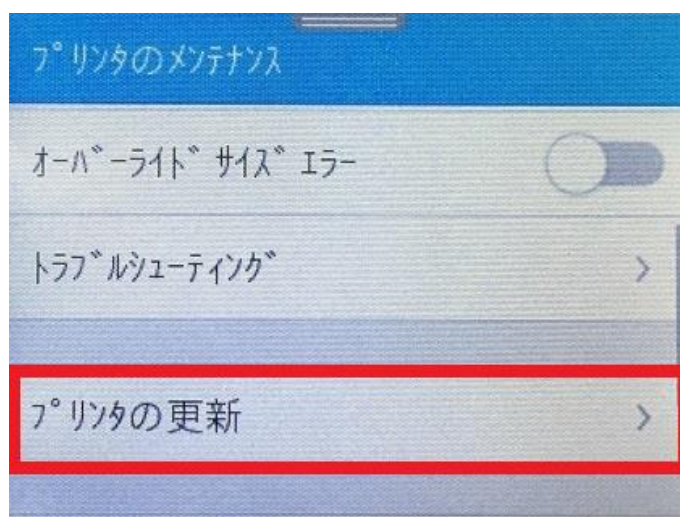 プリンタのメンテナンス
オーバーライド サイズ エラー
トラブルシューティング
プリンタの更新